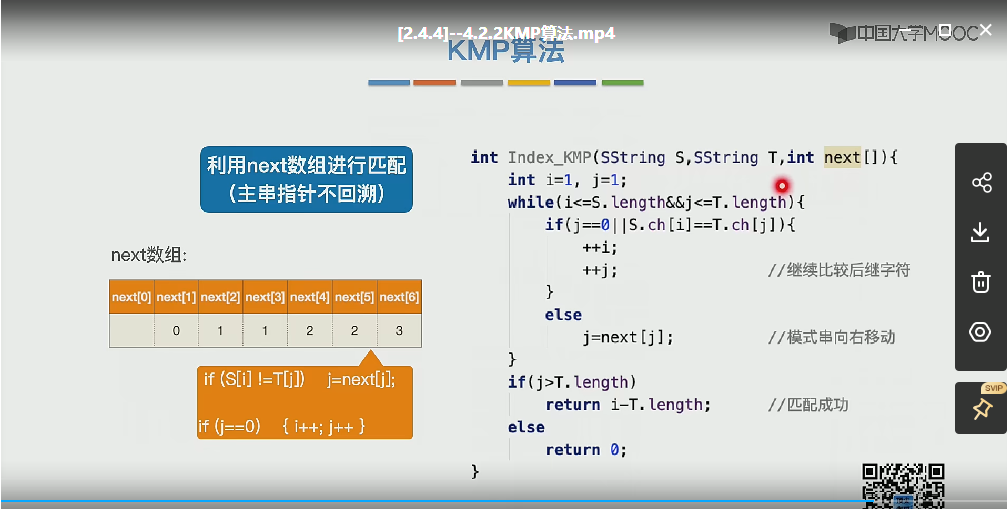 [2.4.4]--4.2.2KMP算法.mp4
中国大学MOOC
KMP算法
利用next数组进行匹配
（主串指针不回溯）
next数组:
next[0] next[1] next[2] next[3] next[4] next[5] next[6]
0 1 1 2 2 3
if (S[i] !=T[j]) j=next[j];
if (j==0) { i++; j++ }
int Index_KMP(SString S,SString T,int next[]){
int i=1, j=1;
while(i<=S.length&&j<=T.length){
if(j==0||S.ch[i]==T.ch[j]){
++i;
++j; //继续比较后继字符
}
else
j=next[j]; //模式串向右移动
}
if(j>T.length)
return i-T.length; //匹配成功
else
return 0;
}
SVIP